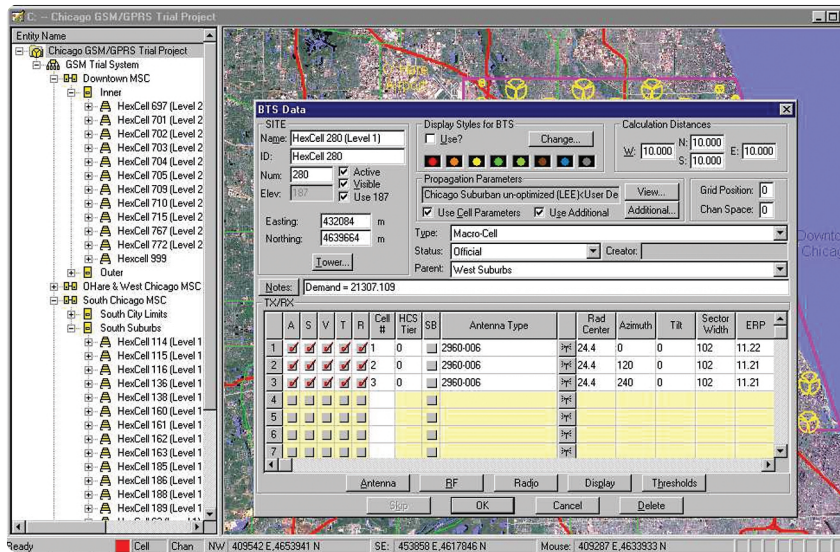 C: -- Chicago GSM/GPRS Trial Project
Entity Name
Chicago GSM/GPRS Trial Project
GSM Trial System
Downtown MSC
Inner
HexCell 697 (Level 2
HexCell 701 (Level 2
HexCell 702 (Level 2
HexCell 703 (Level 2
HexCell 704 (Level 2
HexCell 705 (Level 2
HexCell 709 (Level 2
HexCell 710 (Level 2
HexCell 715 (Level 2
HexCell 767 (Level 2
HexCell 772 (Level 2
Hexcell 999
Outer
OHare & West Chicago MSC
South Chicago MSC
South City Limits
South Suburbs
HexCell 114 (Level 1
HexCell 115 (Level 1
HexCell 116 (Level 1
HexCell 136 (Level 1
HexCell 138 (Level 1
HexCell 160 (Level 1
HexCell 161 (Level 1
HexCell 162 (Level 1
HexCell 163 (Level 1
HexCell 185 (Level 1
HexCell 186 (Level 1
HexCell 188 (Level 1
HexCell 189 (Level 1
BTS Data
SITE
Name: HexCell 280 (Level 1)
ID: HexCell 280
Num: 280
Elev: 187
Active
Visible
Use 187
Easting: 432084 m
Northing: 4639664 m
Tower...
Display Styles for BTS
Use? Change...
Calculation Distances
W: 10.000 N: 10.000 S: 10.000 E: 10.000
Propagation Parameters
Chicago Suburban un-optimized (LEE)<User De View...
Use Cell Parameters Use Additional Additional...
Grid Position: 0
Chan Space: 0
Type: Macro-Cell
Status: Official Creator:
Parent: West Suburbs
Notes: Demand = 21307.109
TX/RX
A S V T R Cell # HCS Tier SB Antenna Type Rad Center Azimuth Tilt Sector Width ERP
1 1 0 2960-006 24.4 0 0 102 11.22
2 2 0 2960-006 24.4 120 0 102 11.21
3 3 0 2960-006 24.4 240 0 102 11.21
4
5
6
7
Antenna RF Radio Display Thresholds
Skip OK Cancel Delete
Downto
Chicag
Ready Cell Chan NW 409542 E,4653941 N SE: 453858 E,4617846 N Mouse: 409287 E,4633933 N